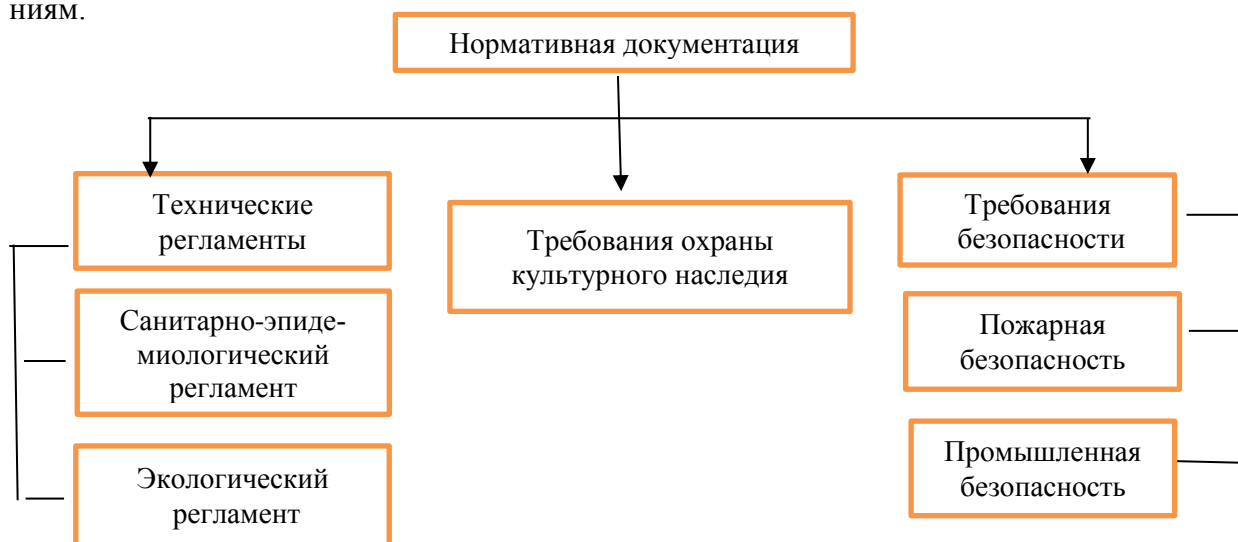 ниям.
Нормативная документация
Технические
регламенты
Требования охраны
культурного наследия
Требования
безопасности
Санитарно-эпиде-
миологический
регламент
Пожарная
безопасность
Экологический
регламент
Промышленная
безопасность